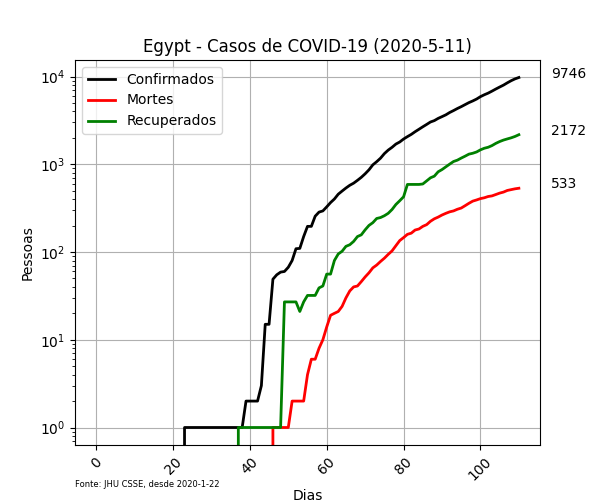 Egypt - Casos de COVID-19 (2020-5-11)
Confirmados
Mortes
Recuperados
9746
2172
533
10^4
10^3
10^2
10^1
10^0
Pessoas
0 20 40 60 80 100
Fonte: JHU CSSE, desde 2020-1-22
Dias